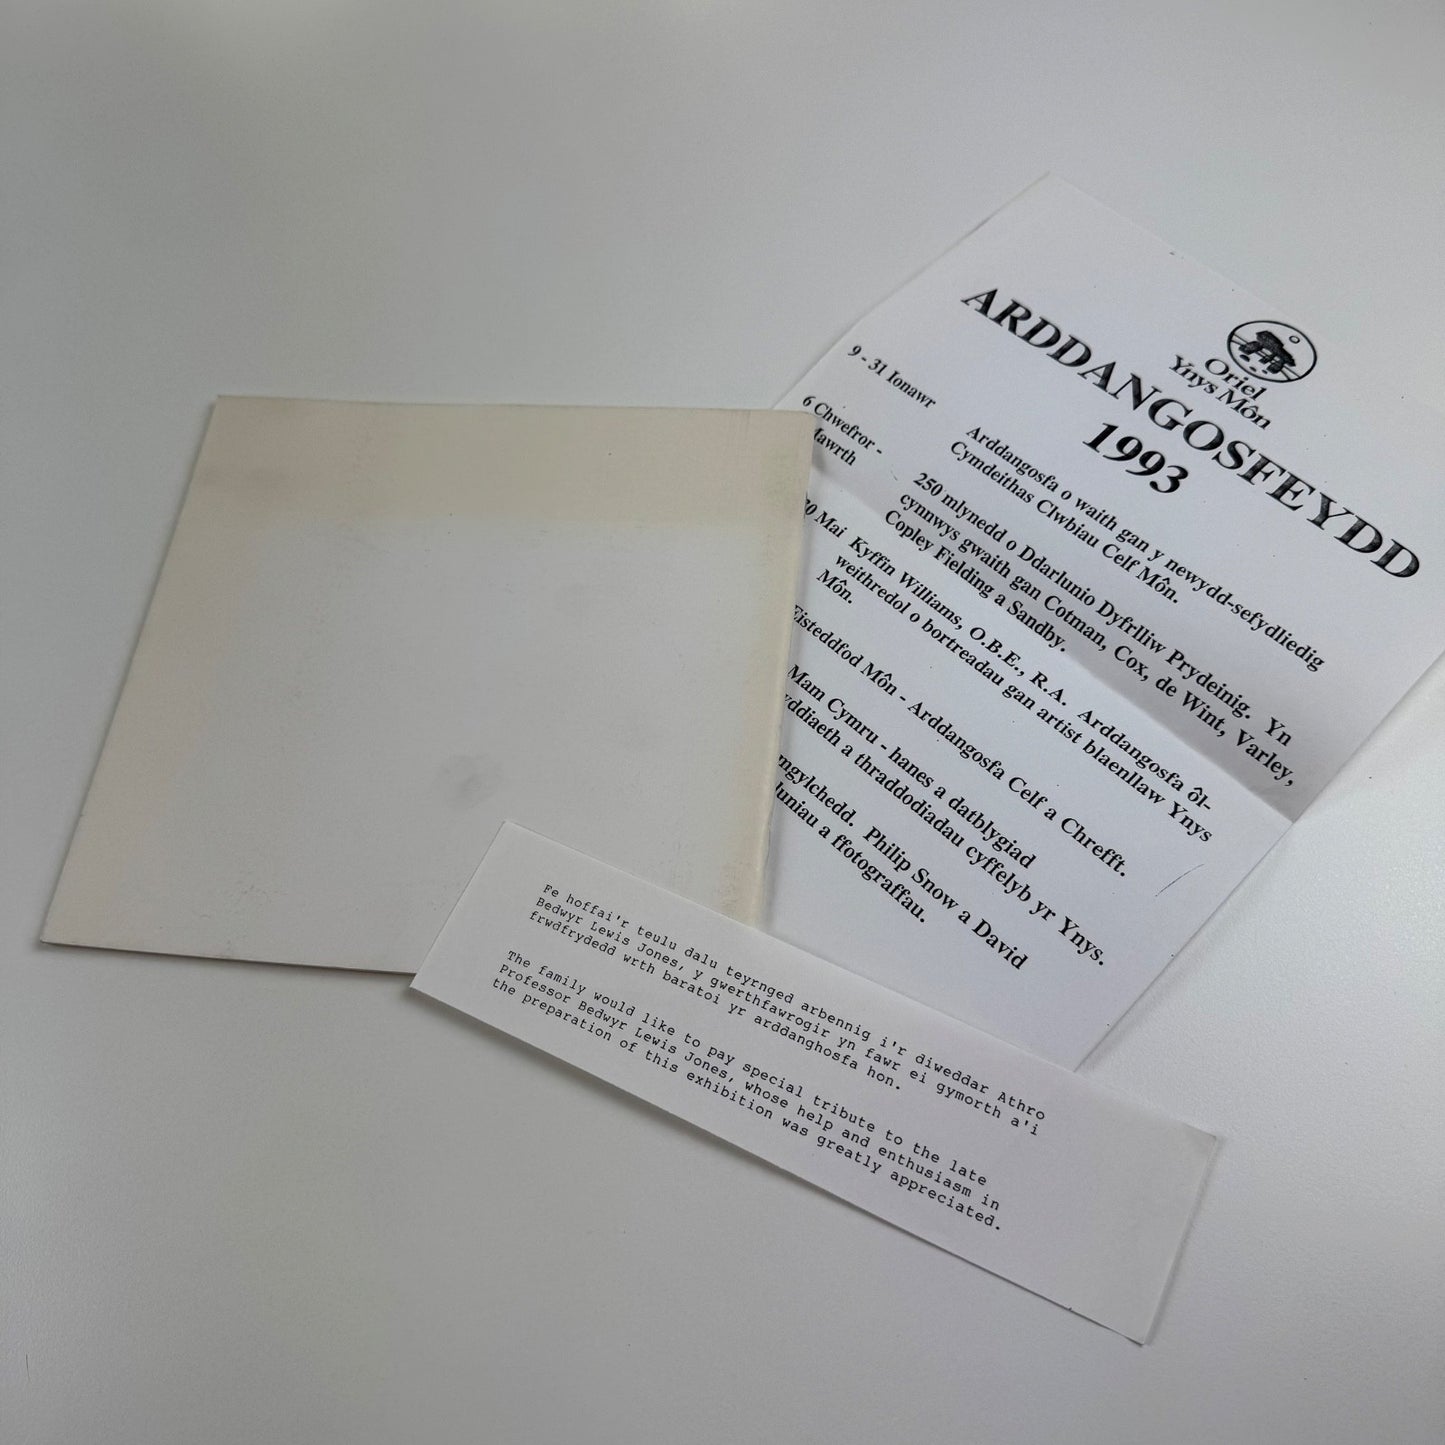 Oriel
Ynys Môn
ARDDANGOSFEYDD
1993
9 - 31 Ionawr
Arddangosfa o waith gan y newydd-sefydliedig
Cymdeithas Clwbiau Celf Môn.
6 Chwefror -
Mawrth
250 mlynedd o Ddarlunio Dyfrlliw Prydeinig. Yn
cynnwys gwaith gan Cotman, Cox, de Wint, Varley,
Copley Fielding a Sandby.
Mai Kyffin Williams, O.B.E., R.A. Arddangosfa ôl-
weithredol o bortreadau gan artist blaenllaw Ynys
Môn.
Eisteddfod Môn - Arddangosfa Celf a Chrefft.
Mam Cymru - hanes a datblygiad
a thraddodiadau cyffelyb yr Ynys.
Philip Snow a David
a ffotograffau.
Fe hoffai'r teulu dalu teyrnged arbennig i'r diweddar Athro
Bedwyr Lewis Jones, y gwerthfawrogir yn fawr ei gymorth a'i
frwdfrydedd wrth baratoi yr arddanghosfa hon.
The family would like to pay special tribute to the late
Professor Bedwyr Lewis Jones, whose help and enthusiasm in
the preparation of this exhibition was greatly appreciated.